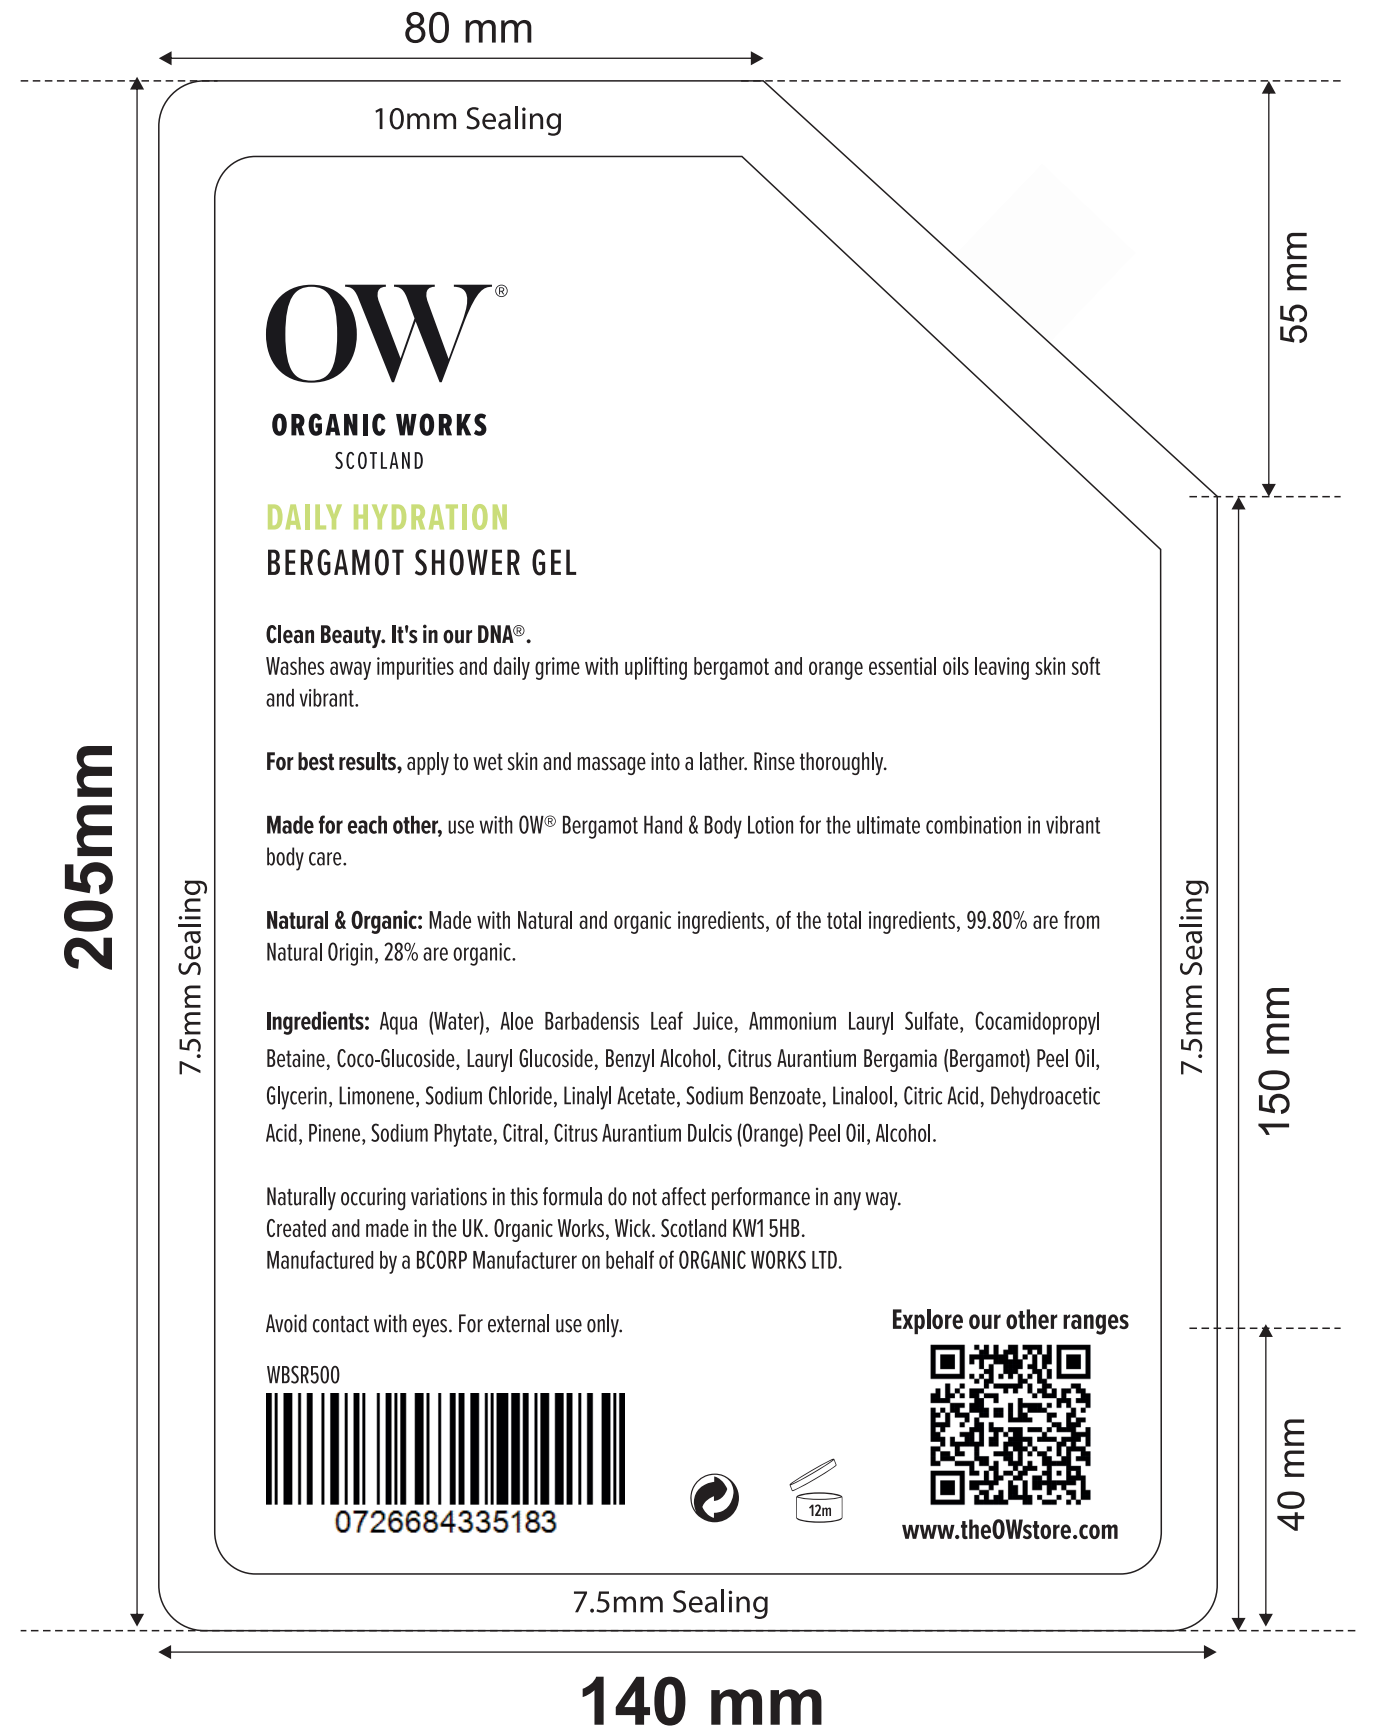 80 mm
10mm Sealing
55 mm
OW®
ORGANIC WORKS
SCOTLAND
DAILY HYDRATION
BERGAMOT SHOWER GEL
Clean Beauty. It's in our DNA®.
Washes away impurities and daily grime with uplifting bergamot and orange essential oils leaving skin soft
and vibrant.
For best results, apply to wet skin and massage into a lather. Rinse thoroughly.
Made for each other, use with OW® Bergamot Hand & Body Lotion for the ultimate combination in vibrant
body care.
205mm
7.5mm Sealing
Natural & Organic: Made with Natural and organic ingredients, of the total ingredients, 99.80% are from
Natural Origin, 28% are organic.
7.5mm Sealing
150 mm
Ingredients: Aqua (Water), Aloe Barbadensis Leaf Juice, Ammonium Lauryl Sulfate, Cocamidopropyl
Betaine, Coco-Glucoside, Lauryl Glucoside, Benzyl Alcohol, Citrus Aurantium Bergamia (Bergamot) Peel Oil,
Glycerin, Limonene, Sodium Chloride, Linalyl Acetate, Sodium Benzoate, Linalool, Citric Acid, Dehydroacetic
Acid, Pinene, Sodium Phytate, Citral, Citrus Aurantium Dulcis (Orange) Peel Oil, Alcohol.
Naturally occuring variations in this formula do not affect performance in any way.
Created and made in the UK. Organic Works, Wick. Scotland KW1 5HB.
Manufactured by a BCORP Manufacturer on behalf of ORGANIC WORKS LTD.
Avoid contact with eyes. For external use only.
Explore our other ranges
WBSR500
0726684335183
12m
www.theOWstore.com
40 mm
7.5mm Sealing
140 mm